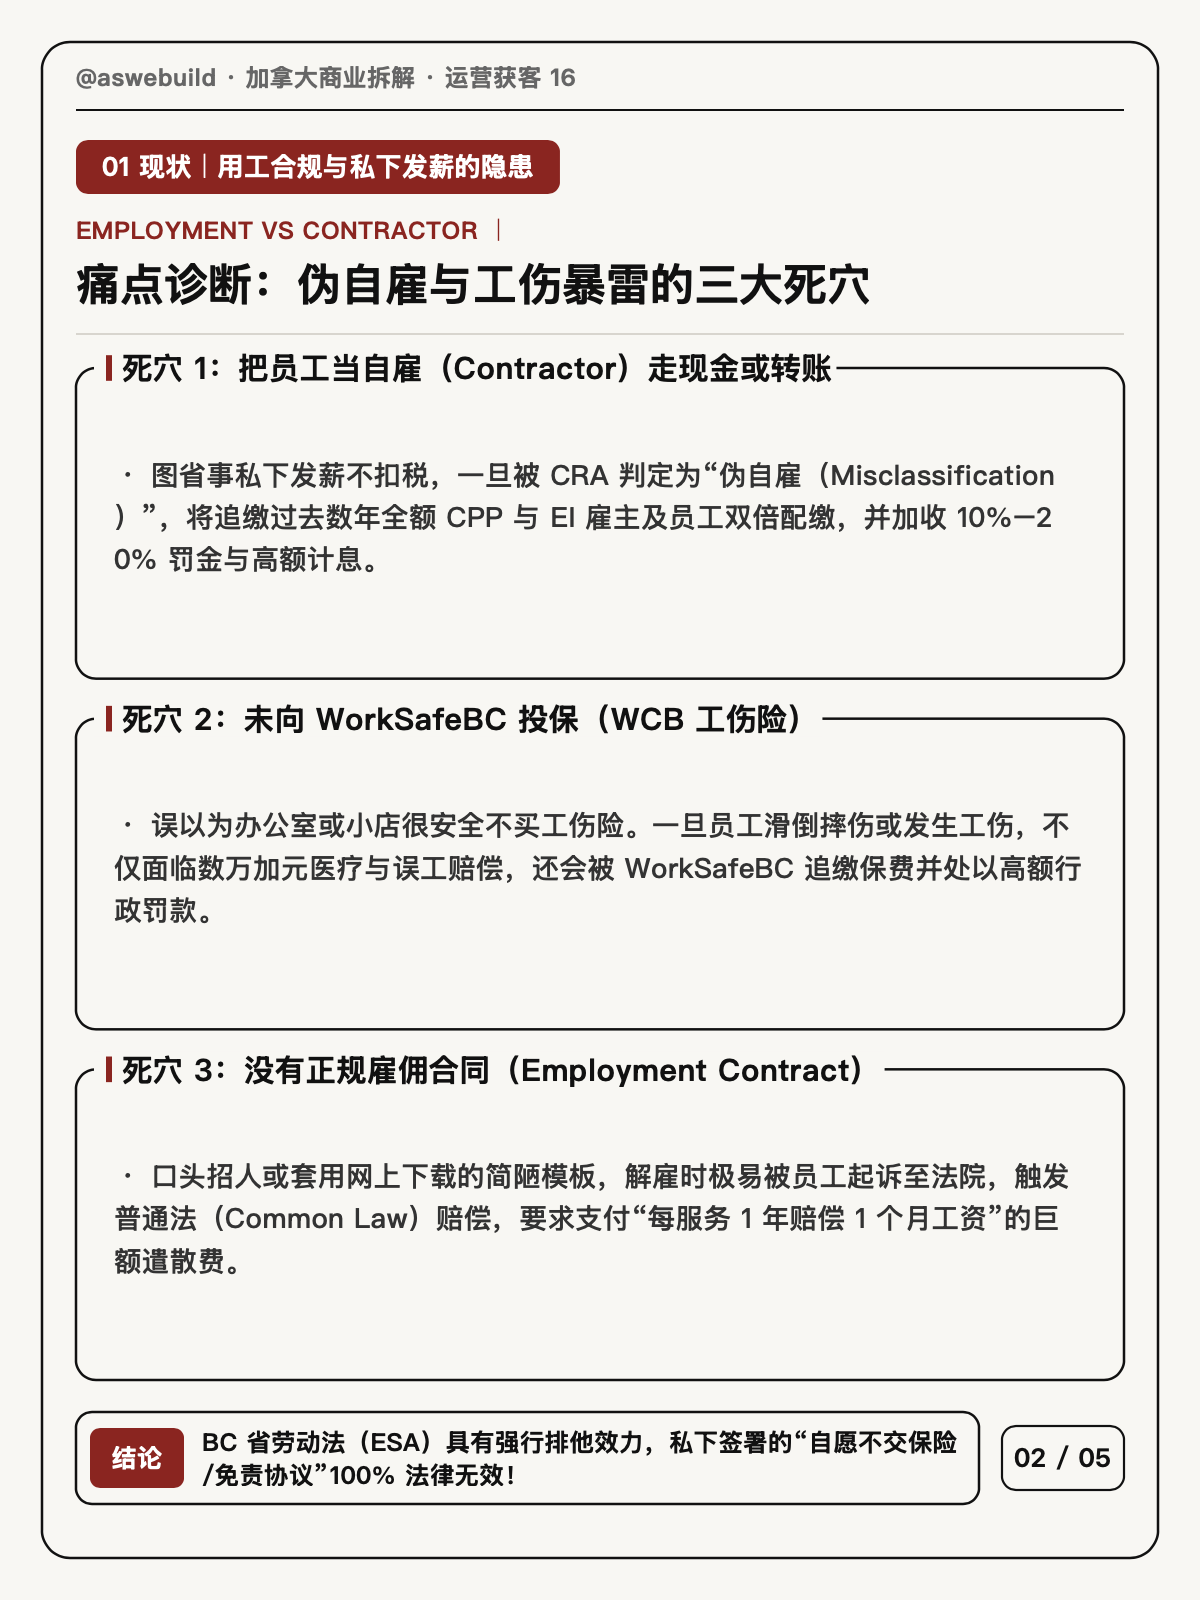 @aswebuild · 加拿大商业拆解 · 运营获客 16
01 现状｜用工合规与私下发薪的隐患
EMPLOYMENT VS CONTRACTOR ｜
痛点诊断：伪自雇与工伤暴雷的三大死穴
死穴 1：把员工当自雇（Contractor）走现金或转账
· 图省事私下发薪不扣税，一旦被 CRA 判定为“伪自雇（Misclassification
）”，将追缴过去数年全额 CPP 与 EI 雇主及员工双倍配缴，并加收 10%–2
0% 罚金与高额计息。
死穴 2：未向 WorkSafeBC 投保（WCB 工伤险）
· 误以为办公室或小店很安全不买工伤险。一旦员工滑倒摔伤或发生工伤，不
仅面临数万加元医疗与误工赔偿，还会被 WorkSafeBC 追缴保费并处以高额行
政罚款。
死穴 3：没有正规雇佣合同（Employment Contract）
· 口头招人或套用网上下载的简陋模板，解雇时极易被员工起诉至法院，触发
普通法（Common Law）赔偿，要求支付“每服务 1 年赔偿 1 个月工资”的巨
额遣散费。
结论
BC 省劳动法（ESA）具有强行排他效力，私下签署的“自愿不交保险
/免责协议”100% 法律无效！
02 / 05